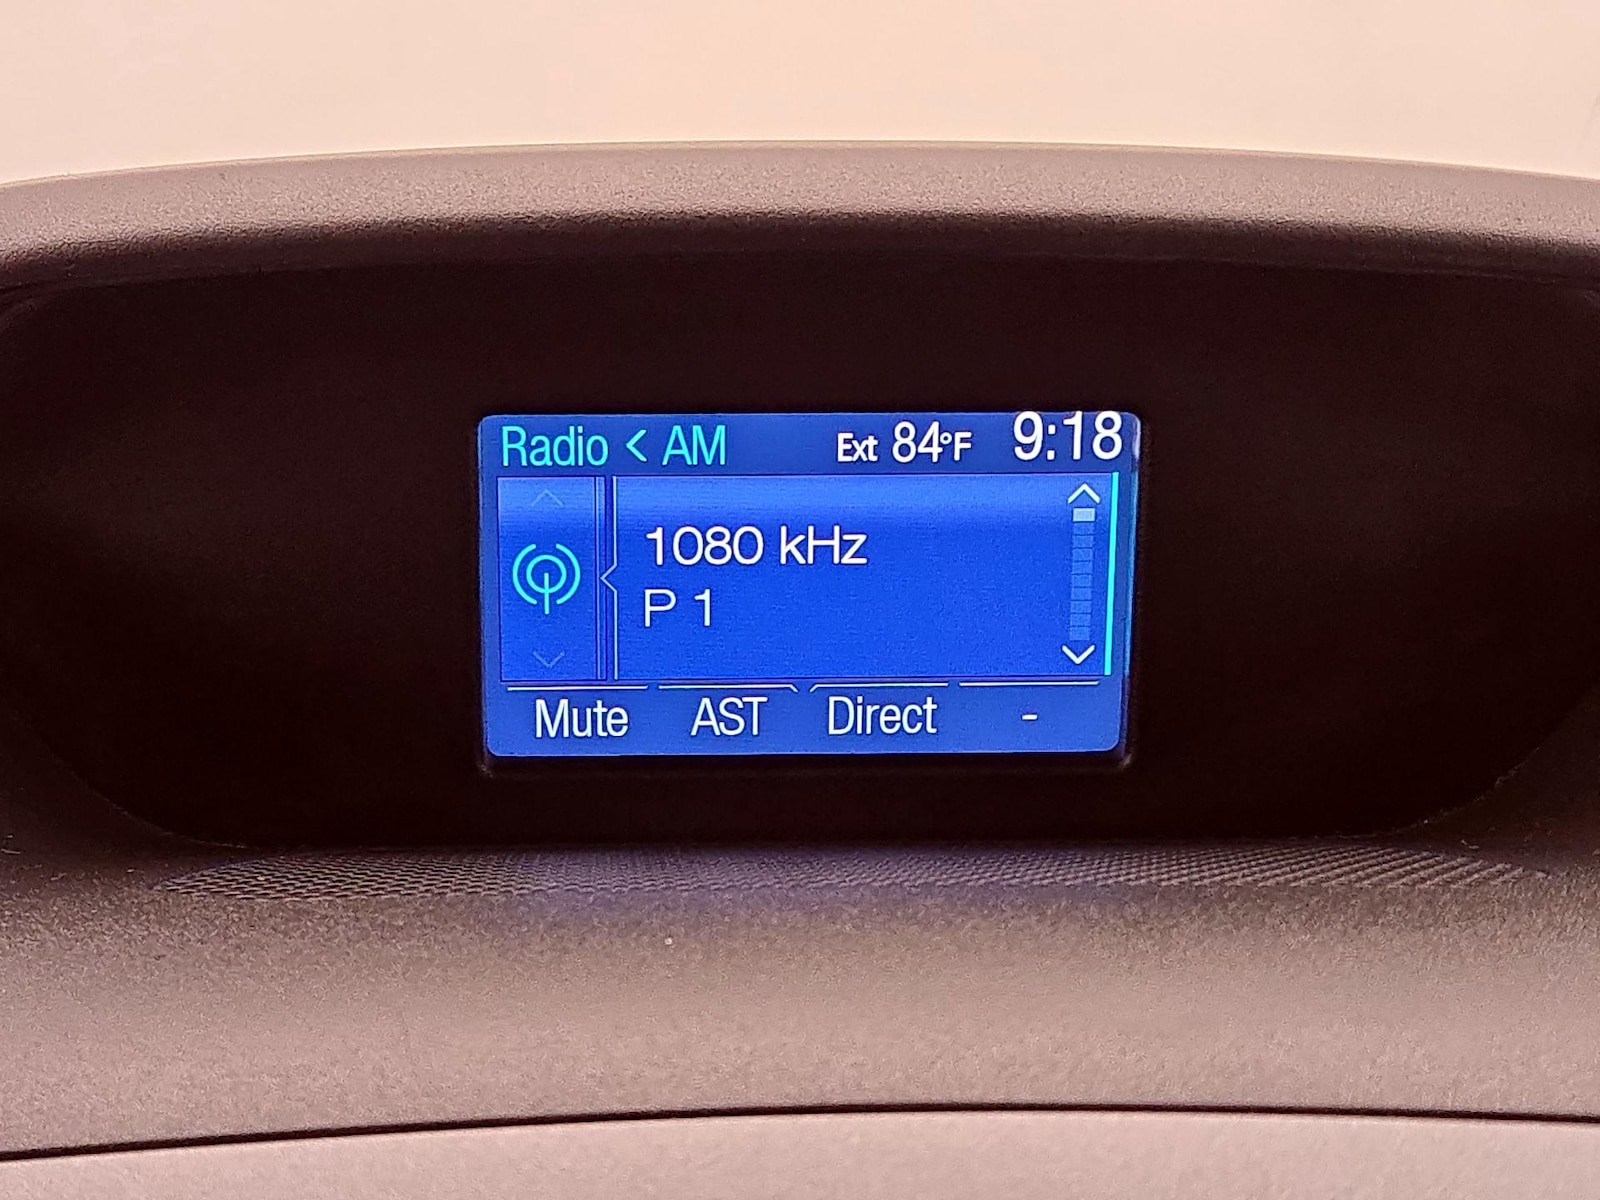 Radio < AM Ext 84°F 9:18
1080 kHz
P 1
Mute AST Direct -